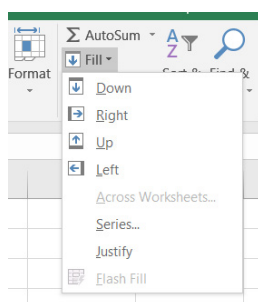 AutoSum
Format
Fill
Down
Right
Up
Left
Across Worksheets...
Series...
Justify
Flash Fill